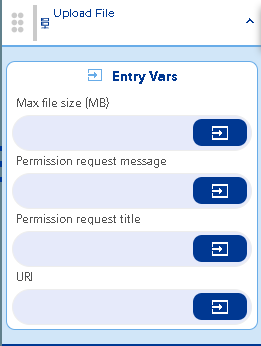 Upload File
Entry Vars
Max file size (MB)
Permission request message
Permission request title
URI